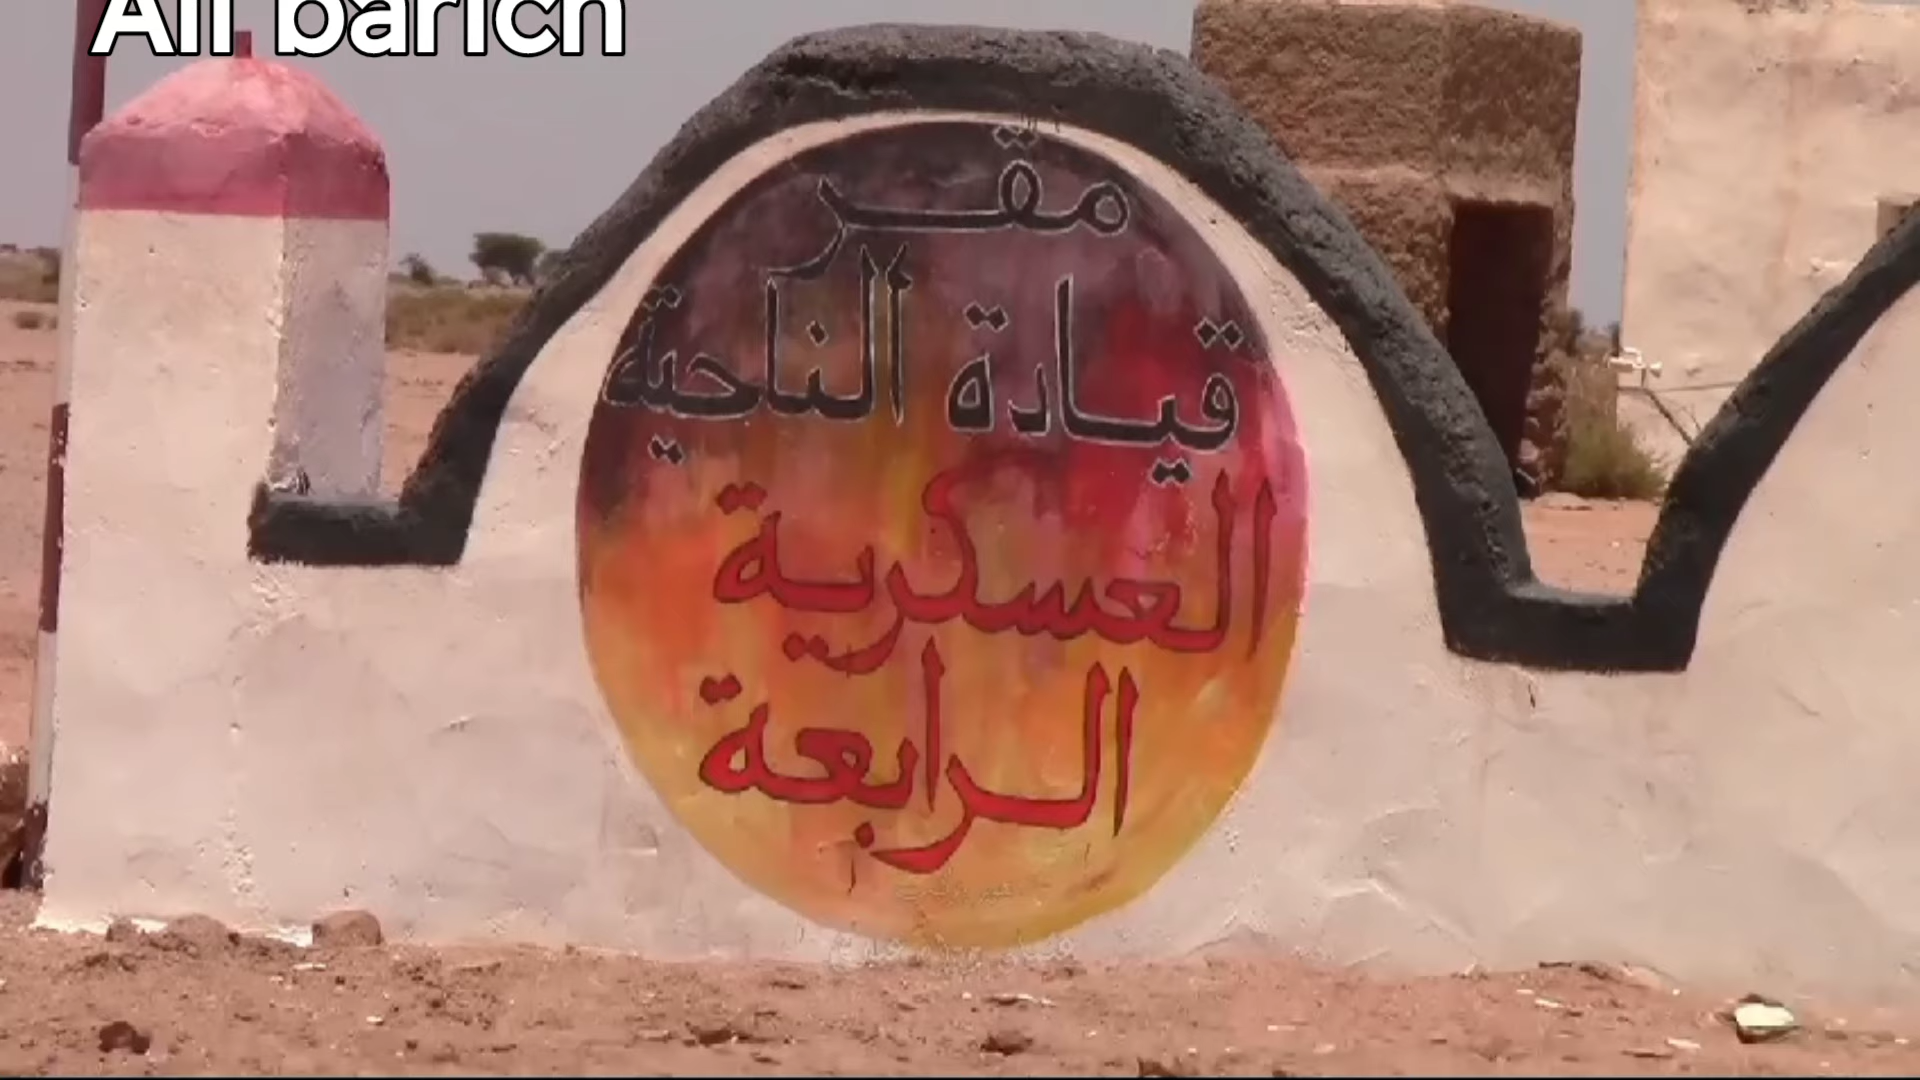 Ali barich
مقر
قيادة الناحية
العسكرية
الرابعة